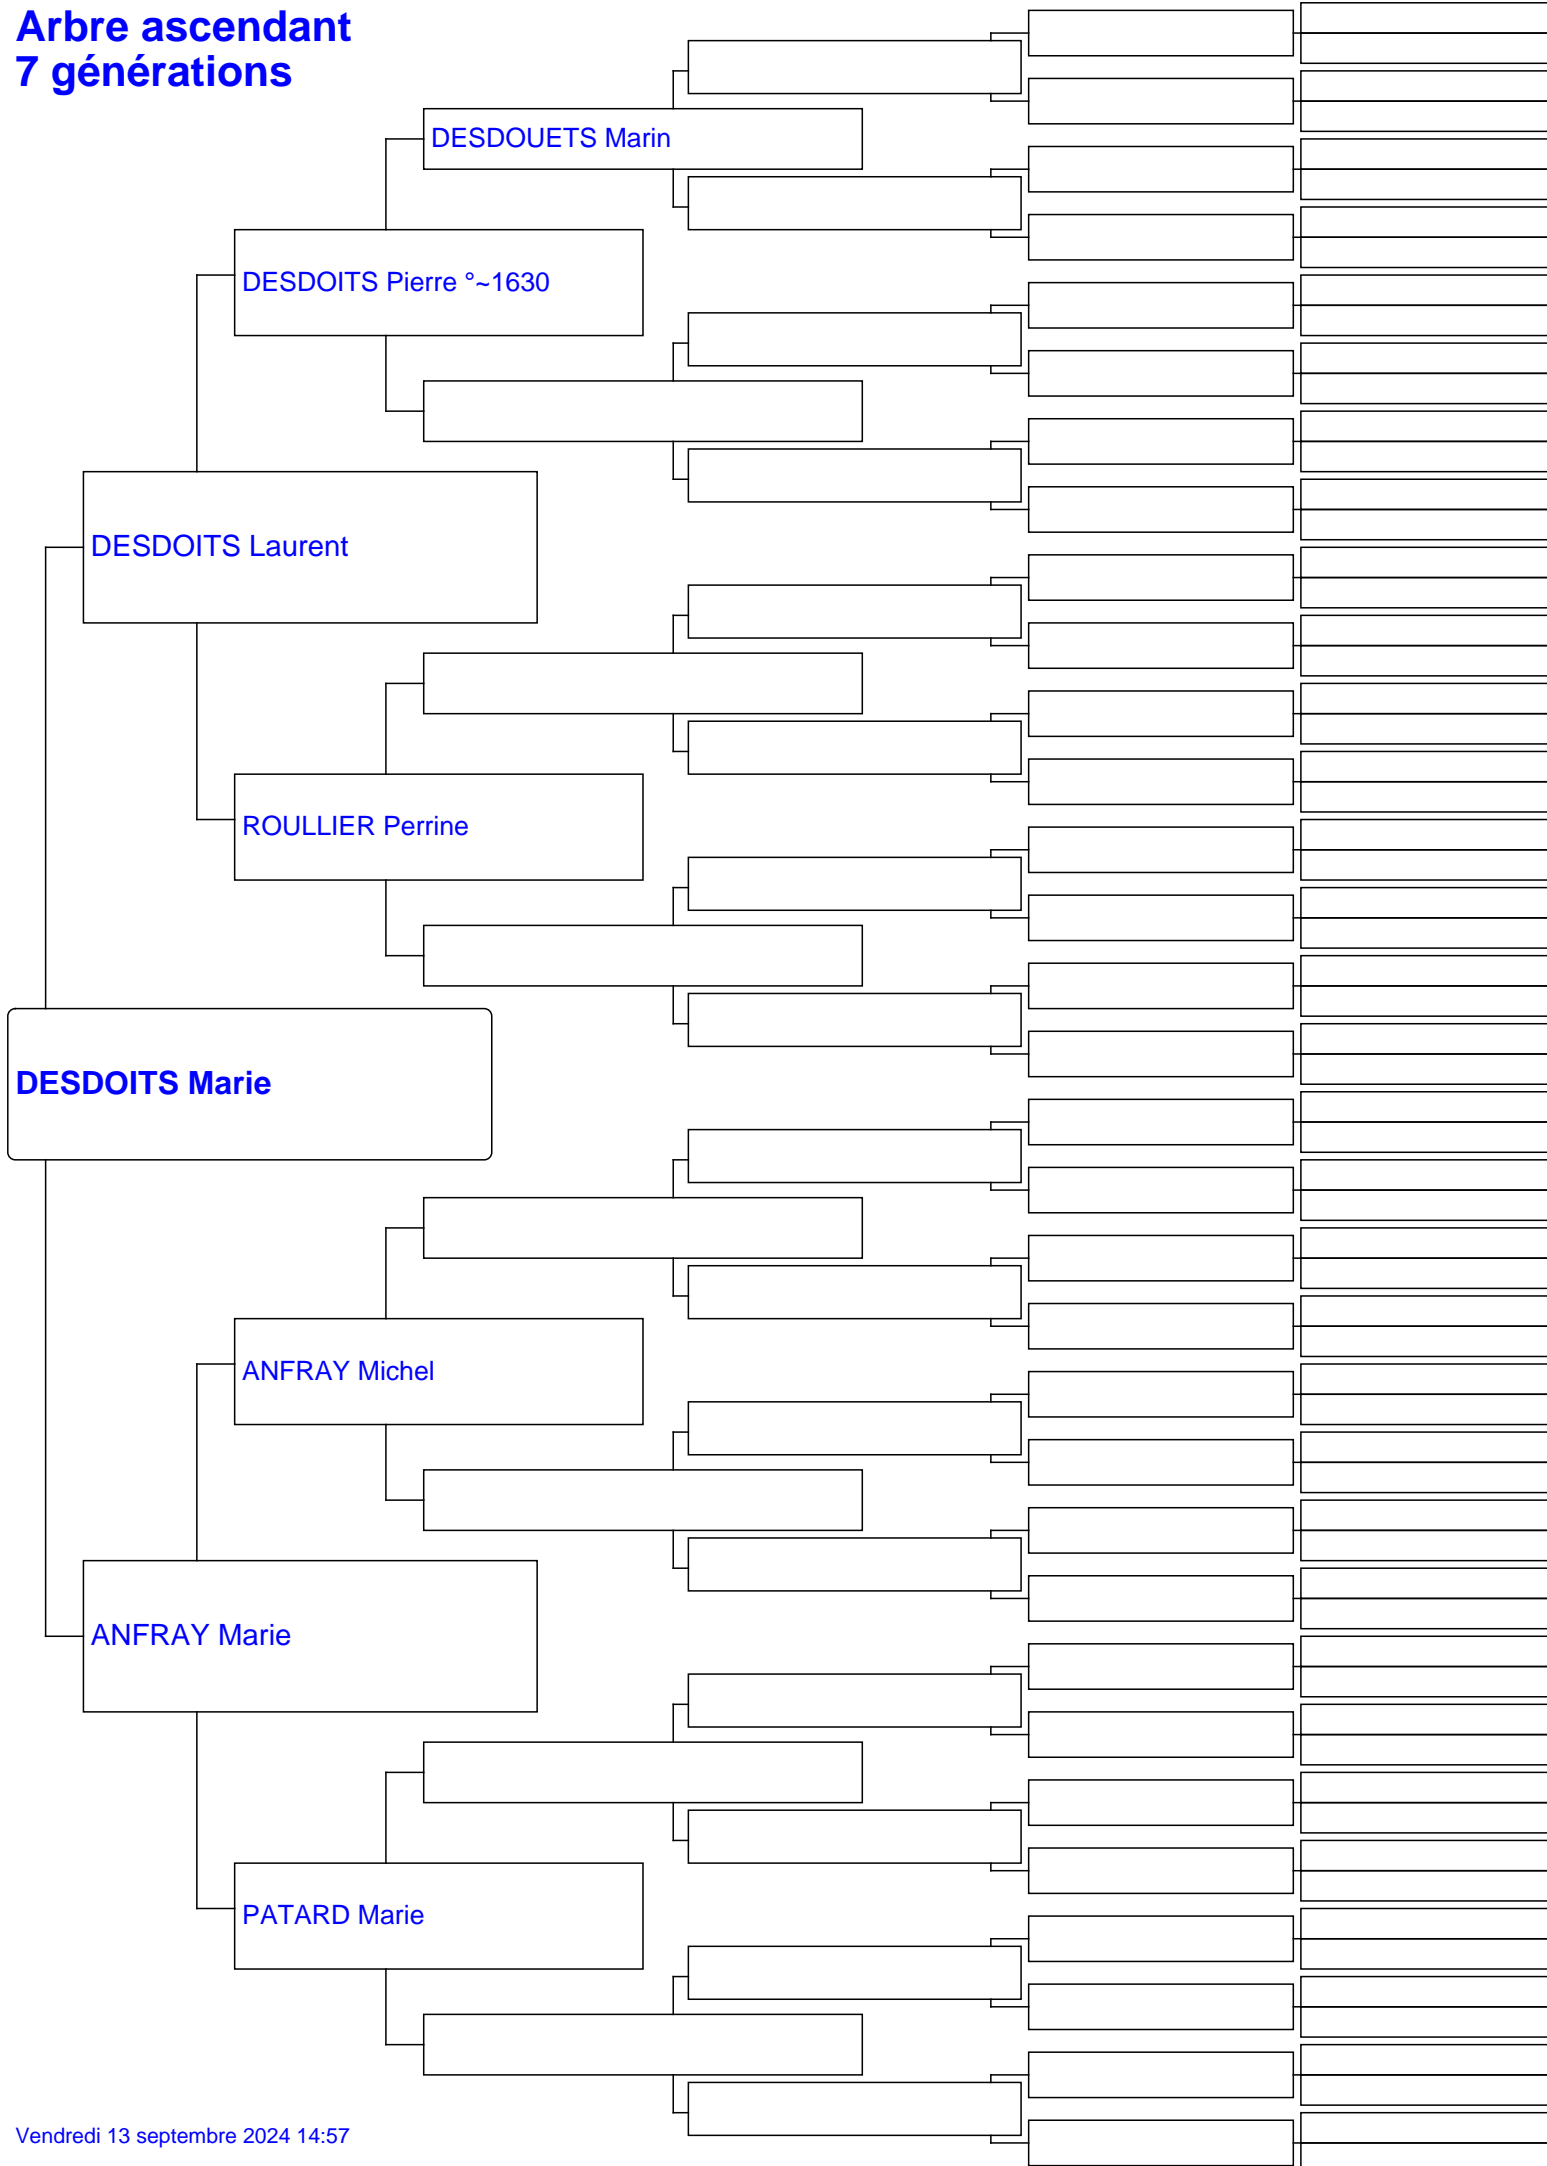 Arbre ascendant
7 générations
DESDOUETS Marin
DESDOITS Pierre °~1630
DESDOITS Laurent
ROULLIER Perrine
DESDOITS Marie
ANFRAY Michel
ANFRAY Marie
PATARD Marie
Vendredi 13 septembre 2024 14:57